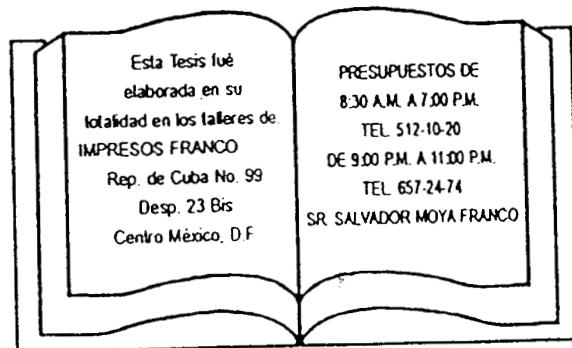 Esta Tesis fué
elaborada en su
totalidad en los talleres de.
IMPRESOS FRANCO
Rep. de Cuba No. 99
Desp. 23 Bis
Centro México, D.F
PRESUPUESTOS DE
8:30 A.M. A 7:00 P.M.
TEL. 512-10-20
DE 9:00 P.M. A 11:00 P.M.
TEL. 657-24-74
SR. SALVADOR MOYA FRANCO